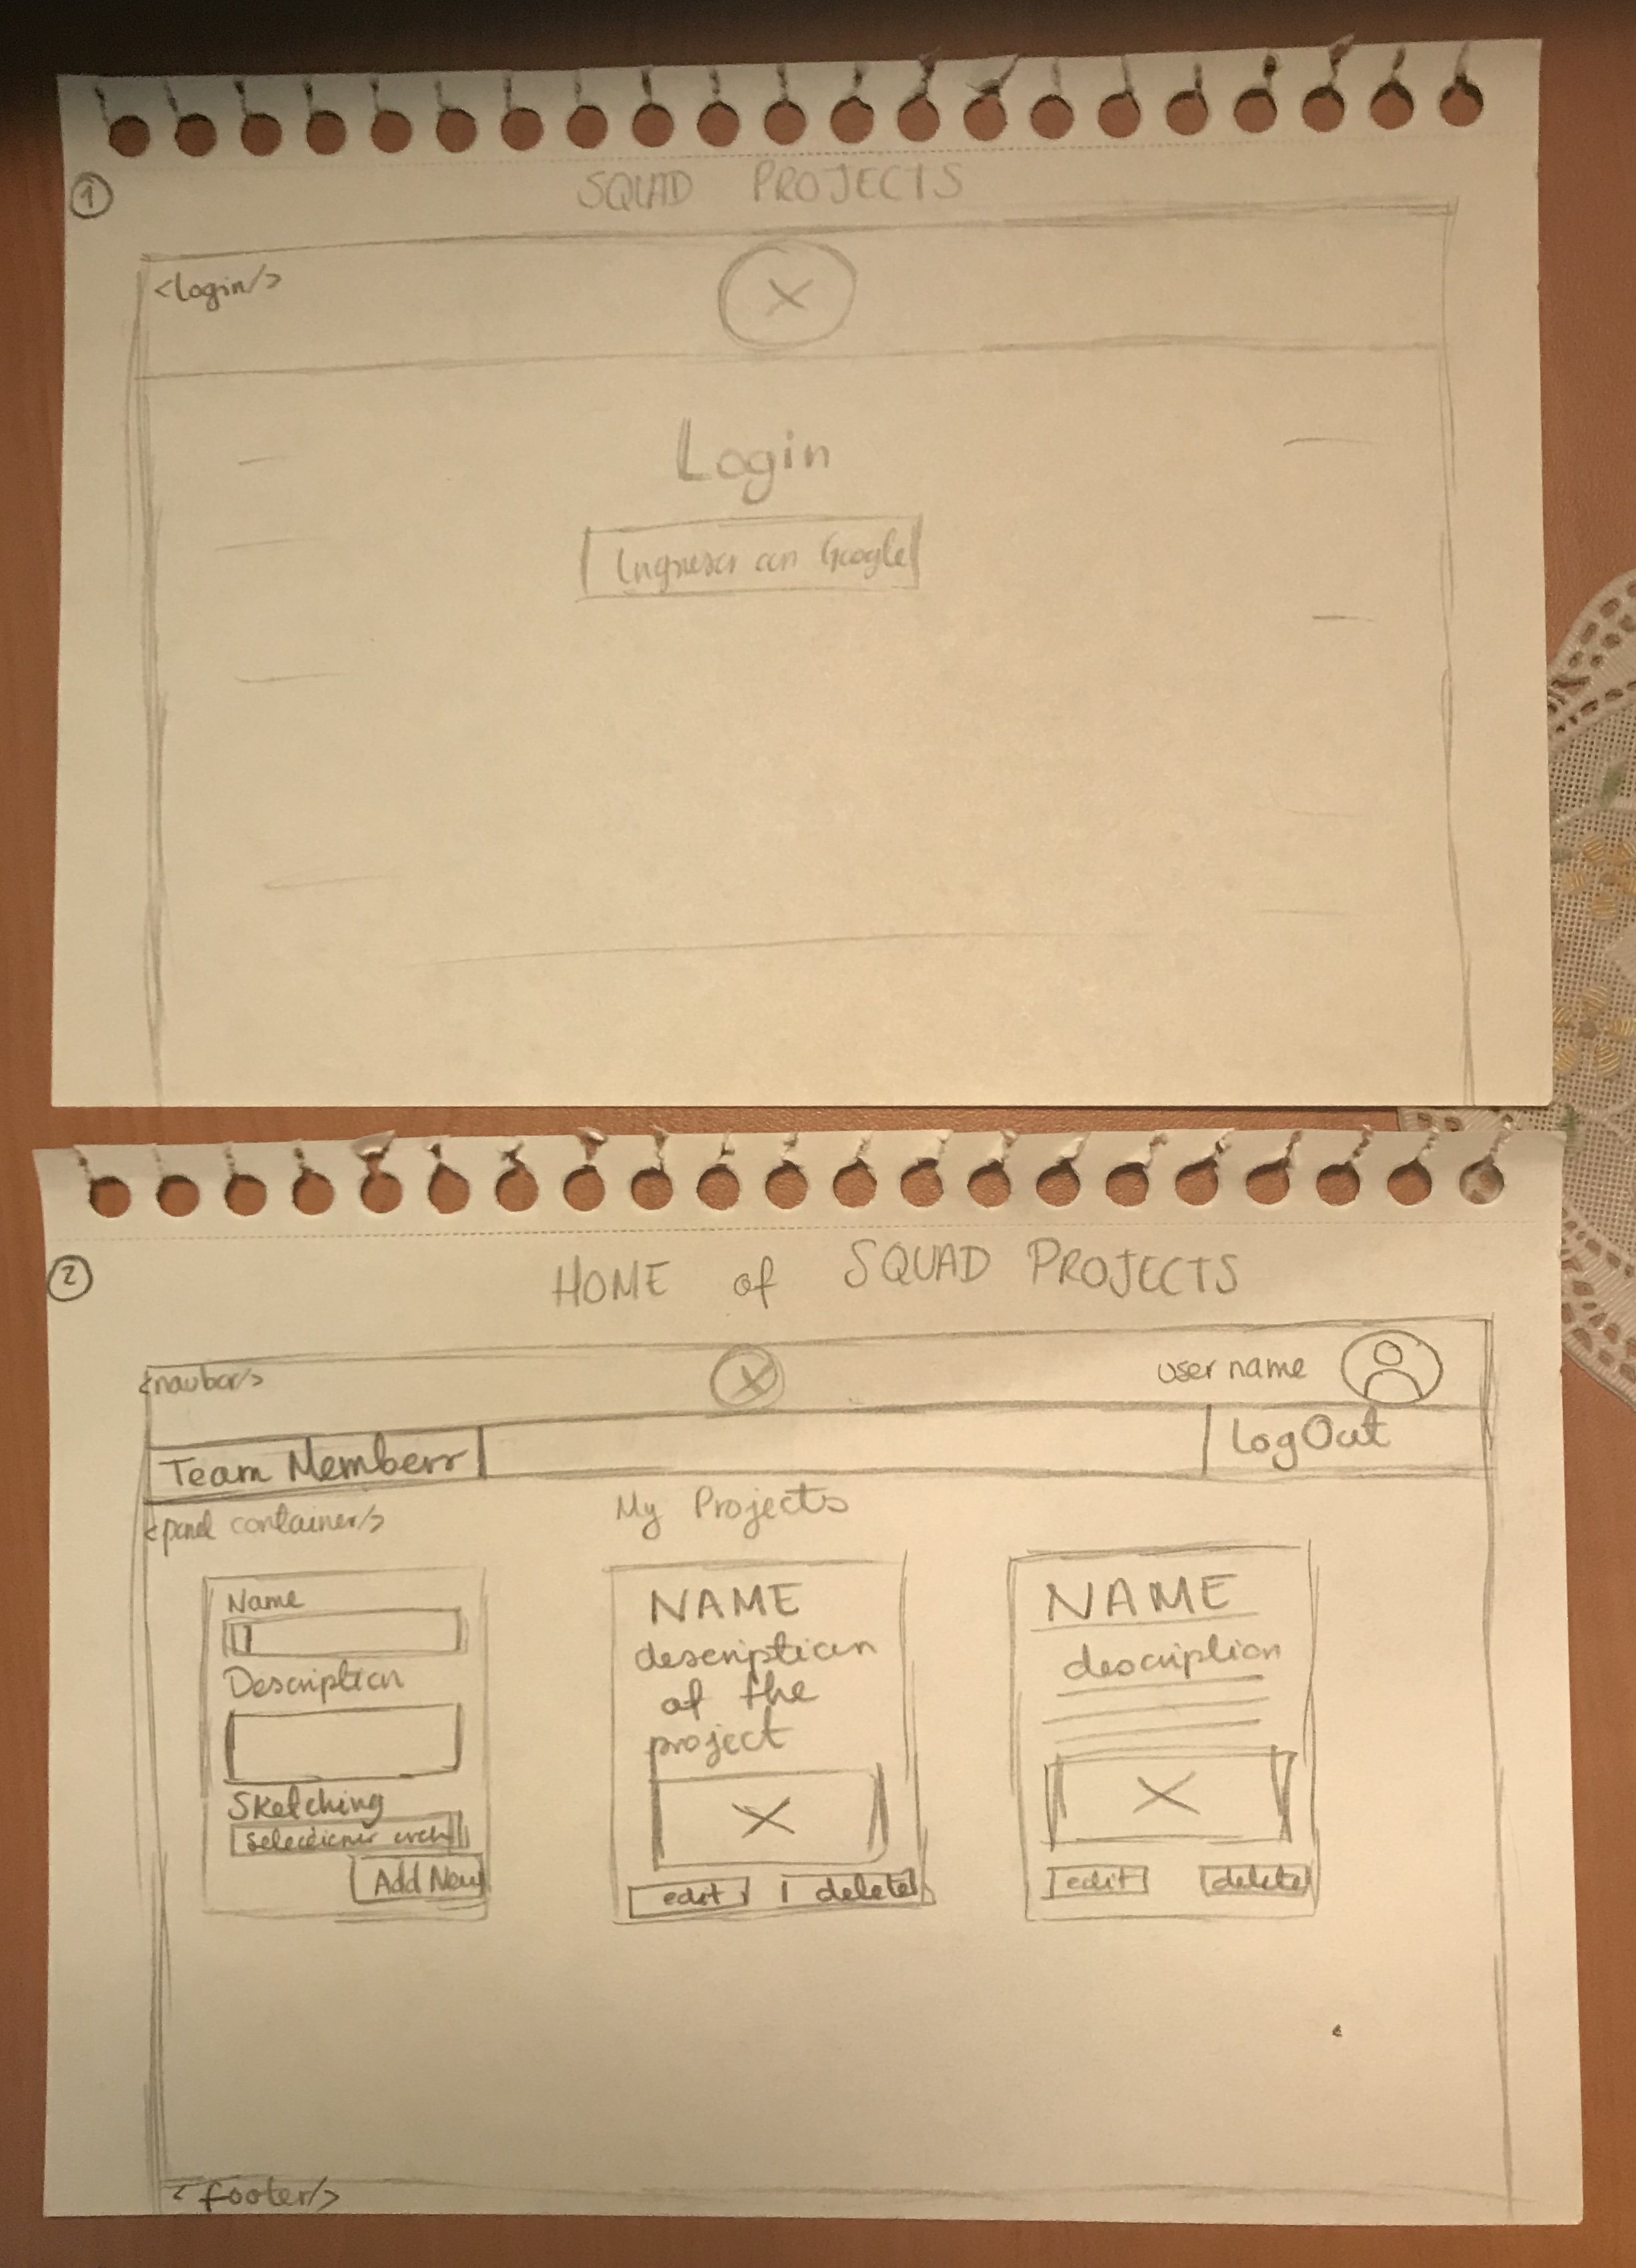 1
SQUAD PROJECTS
<login/>
Login
Ingresar con Google
2
HOME of SQUAD PROJECTS
<navbar/>
user name
Team Members
LogOut
<panel container/>
My Projects
Name
Description
Sketching
seleccionar arch
Add New
NAME
description
of the
project
edit
delete
NAME
description
edit
delete
<footer/>